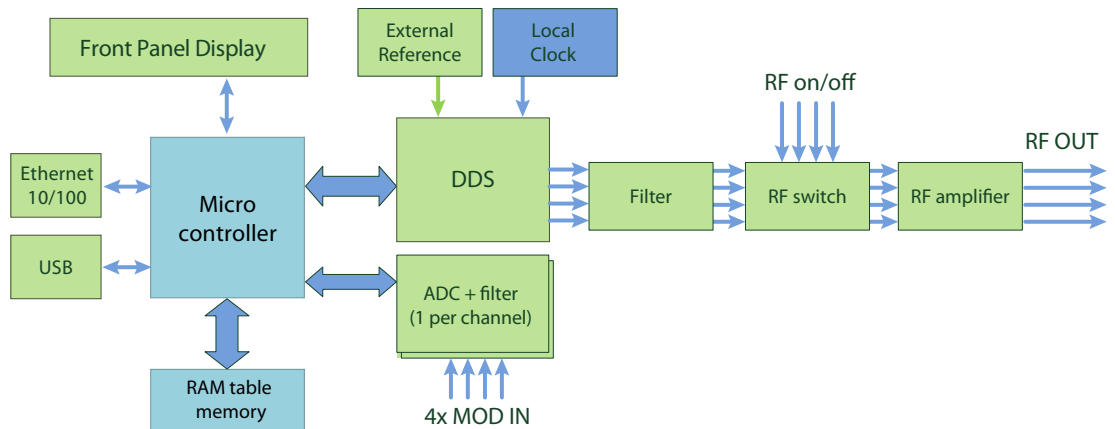 Front Panel Display
External
Reference
Local
Clock
RF on/off
RF OUT
Ethernet
10/100
Micro
controller
DDS
Filter
RF switch
RF amplifier
USB
ADC + filter
(1 per channel)
RAM table
memory
4x MOD IN